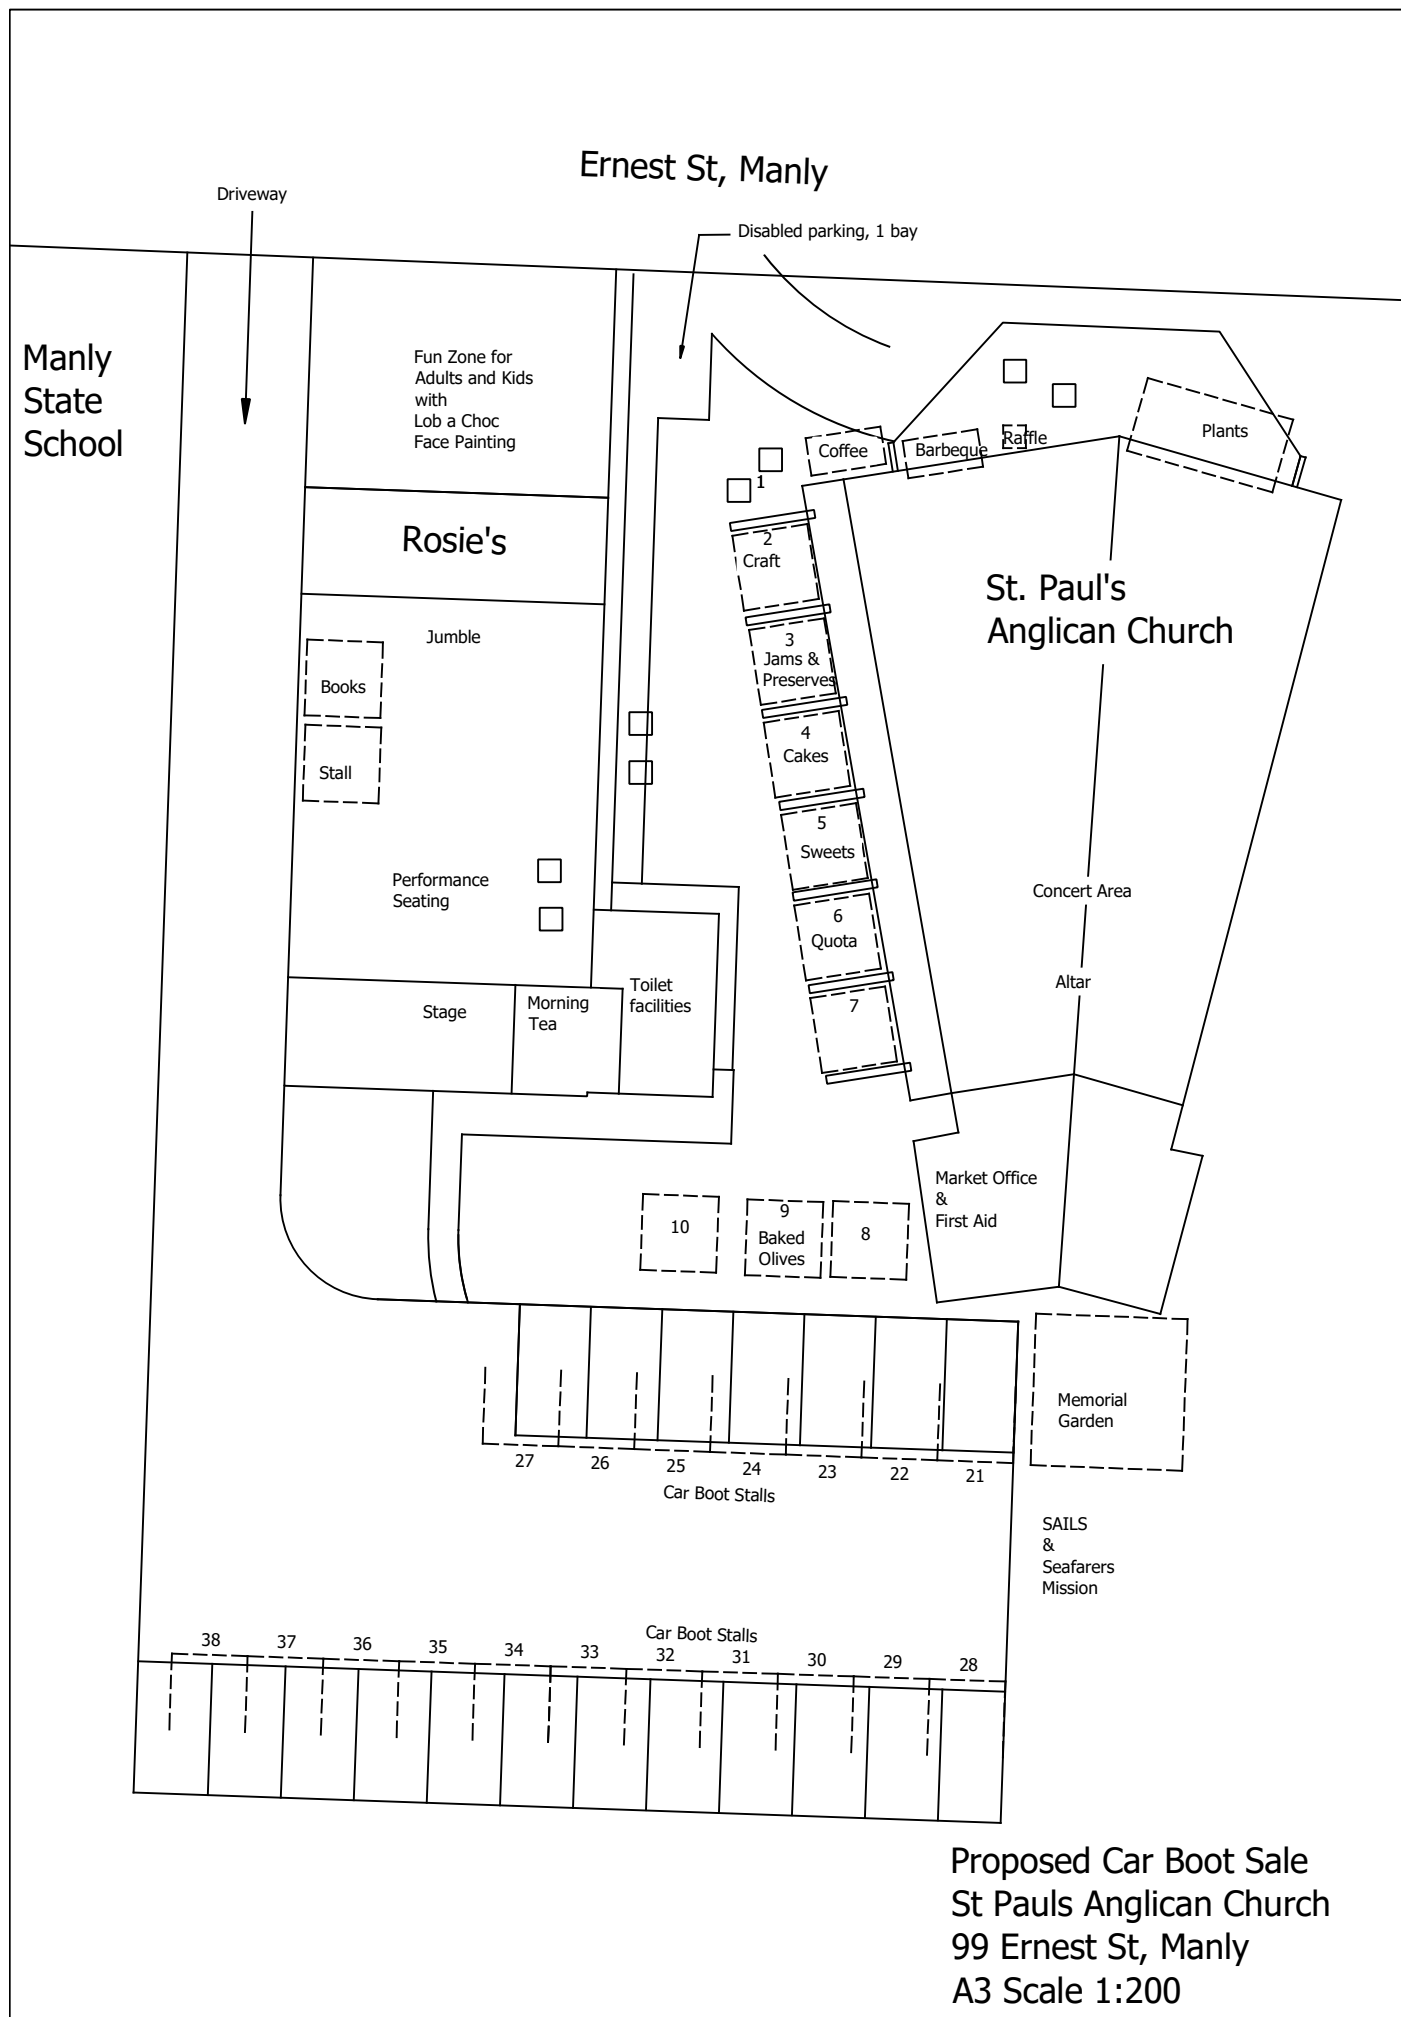 Ernest St, Manly
Driveway
Disabled parking, 1 bay
Manly
State
School
Fun Zone for
Adults and Kids
with
Lob a Choc
Face Painting
Coffee
Barbeque
Raffle
Plants
1
Rosie's
2
Craft
St. Paul's
Anglican Church
Jumble
3
Jams &
Preserves
Books
Stall
4
Cakes
5
Sweets
Performance
Seating
Concert Area
6
Quota
Altar
Toilet
facilities
Stage
Morning
Tea
7
Market Office
&
First Aid
10
9
Baked
Olives
8
Memorial
Garden
27
26
25
24
23
22
21
Car Boot Stalls
SAILS
&
Seafarers
Mission
Car Boot Stalls
38
37
36
35
34
33
32
31
30
29
28
Proposed Car Boot Sale
St Pauls Anglican Church
99 Ernest St, Manly
A3 Scale 1:200